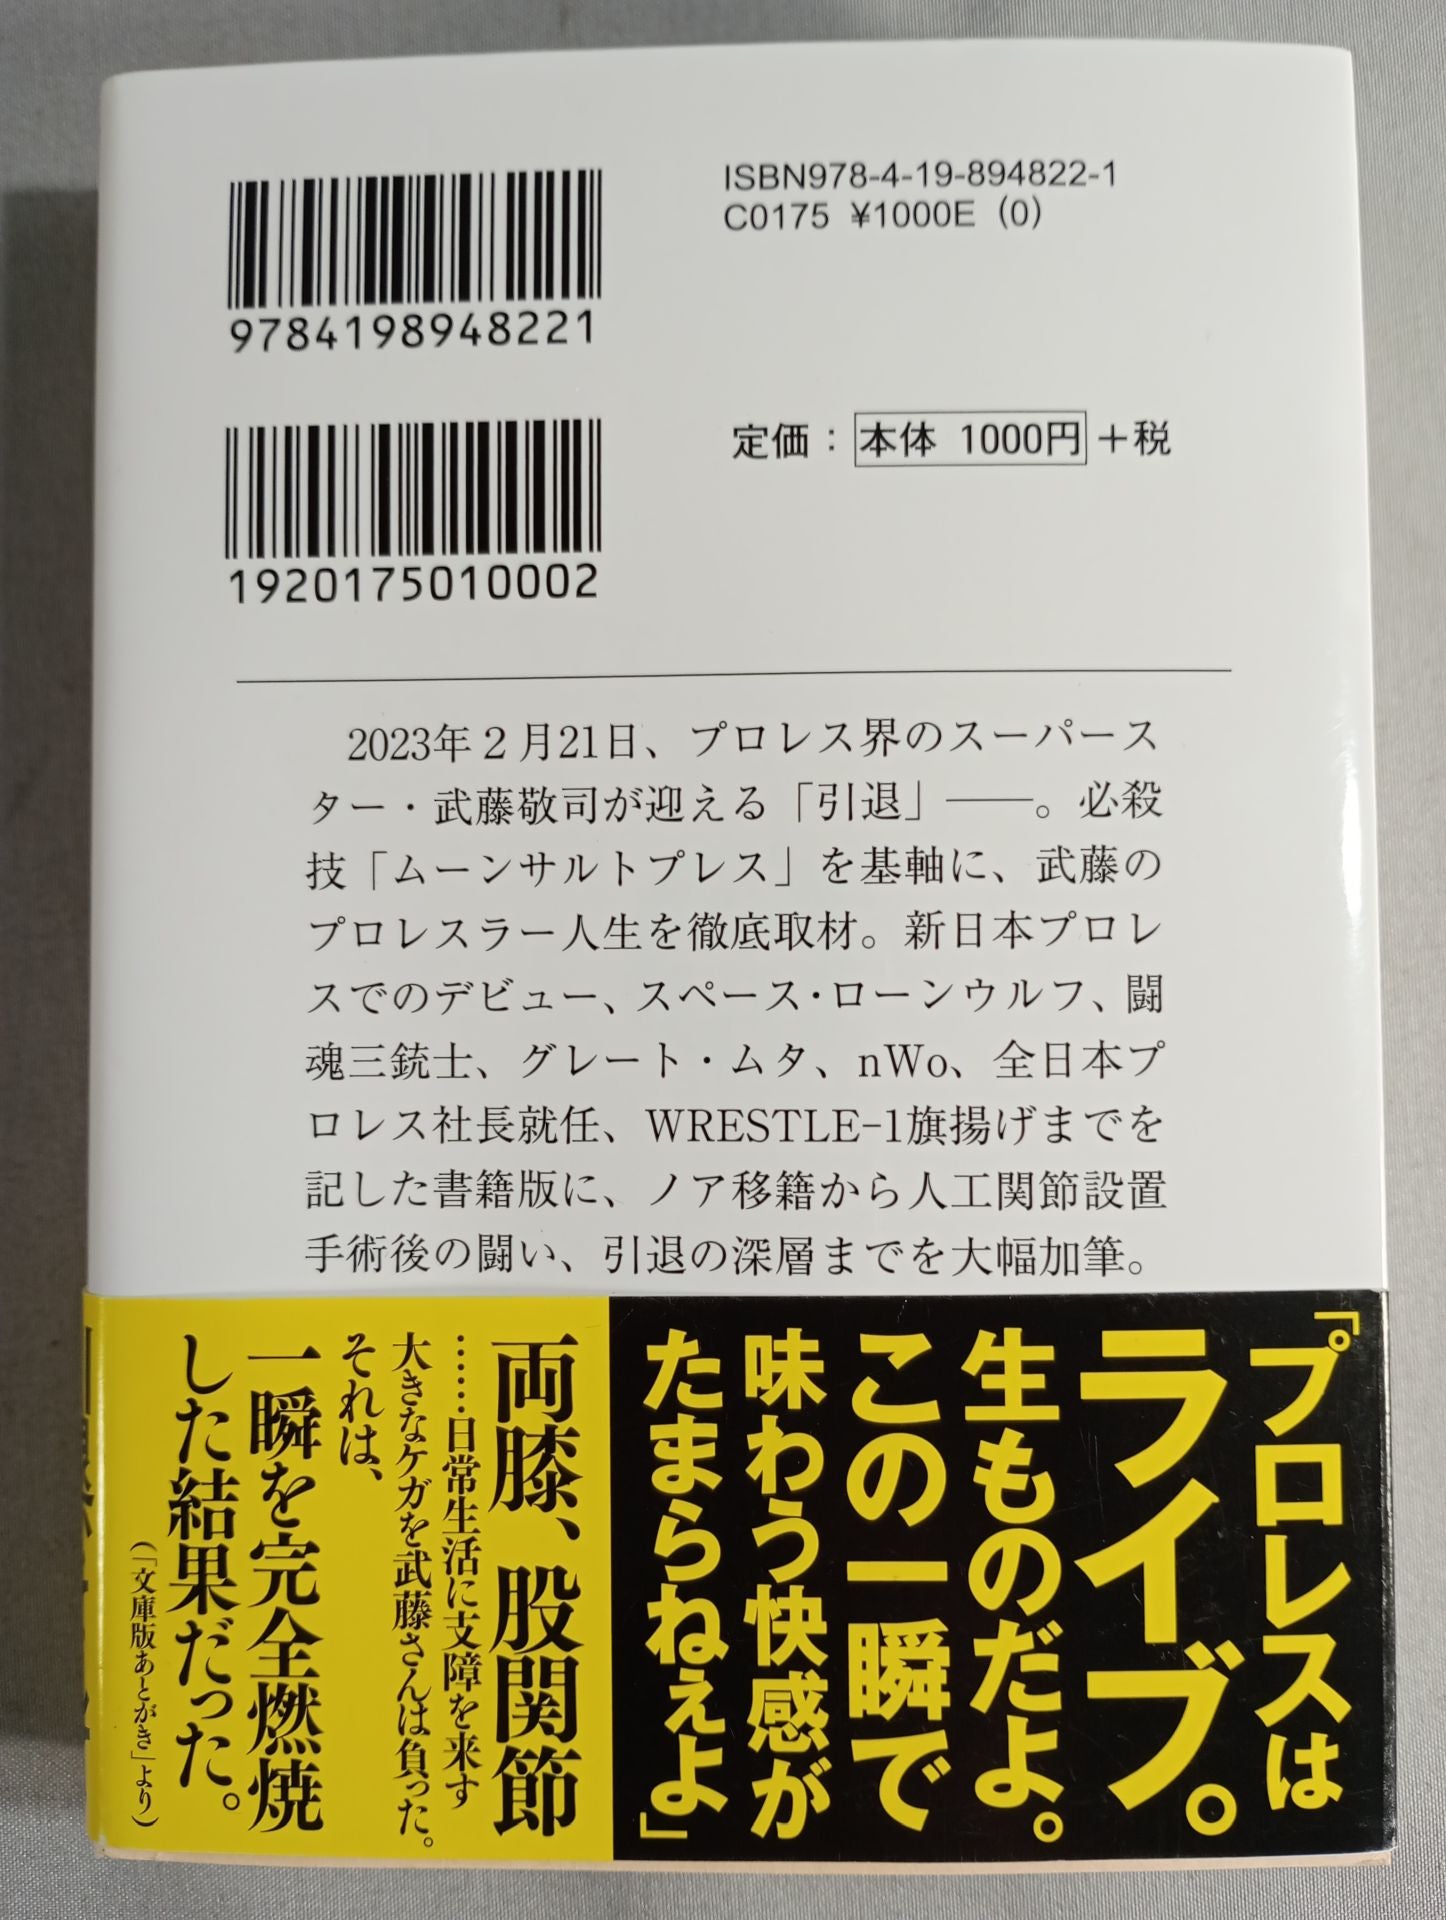 ISBN978-4-19-894822-1
C0175 ¥1000E (0)
9784198948221
定価：本体 1000円＋税
1920175010002
2023年２月21日、プロレス界のスーパース
ター・武藤敬司が迎える「引退」――。必殺
技「ムーンサルトプレス」を基軸に、武藤の
プロレスラー人生を徹底取材。新日本プロレ
スでのデビュー、スペース・ローンウルフ、闘
魂三銃士、グレート・ムタ、nWo、全日本プ
ロレス社長就任、WRESTLE-1旗揚げまでを
記した書籍版に、ノア移籍から人工関節設置
手術後の闘い、引退の深層までを大幅加筆。
「プロレスは
ライブ。
生ものだよ。
この一瞬で
味わう快感が
たまらねぇよ」
両膝、股関節
……日常生活に支障を来す
大きなケガを武藤さんは負った。
それは、
一瞬を完全燃焼
した結果だった。
（「文庫版あとがき」より）